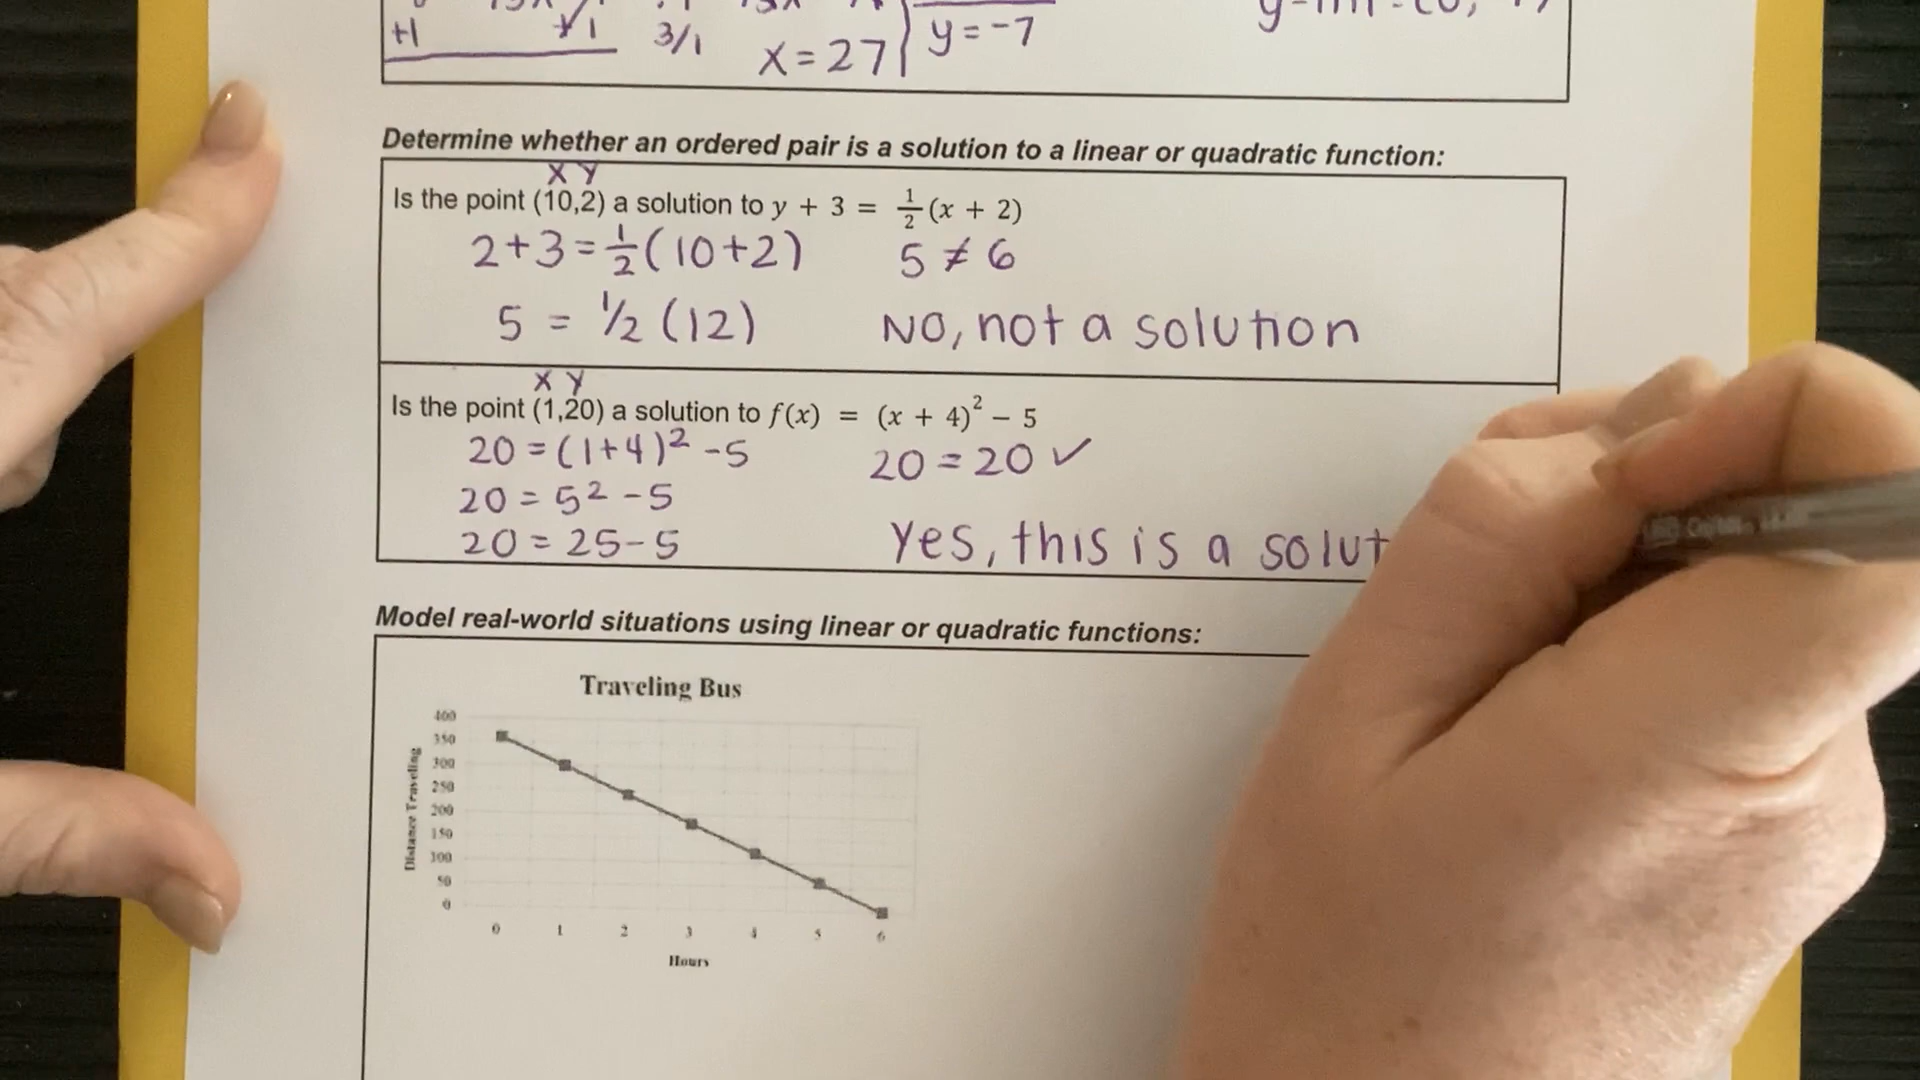 +1
3/1
x=27
y=-7
Determine whether an ordered pair is a solution to a linear or quadratic function:
X Y
Is the point (10,2) a solution to y + 3 = 1/2 (x + 2)
2+3=1/2(10+2) 5 ≠ 6
5 = 1/2 (12) NO, not a solution
X Y
Is the point (1,20) a solution to f(x) = (x + 4)² − 5
20=(1+4)²-5 20=20 ✓
20=5²-5
20=25-5 Yes, this is a solut
Model real-world situations using linear or quadratic functions:
Traveling Bus
Distance Traveling
400
350
300
250
200
150
100
50
0
0 1 2 3 4 5 6
Hours